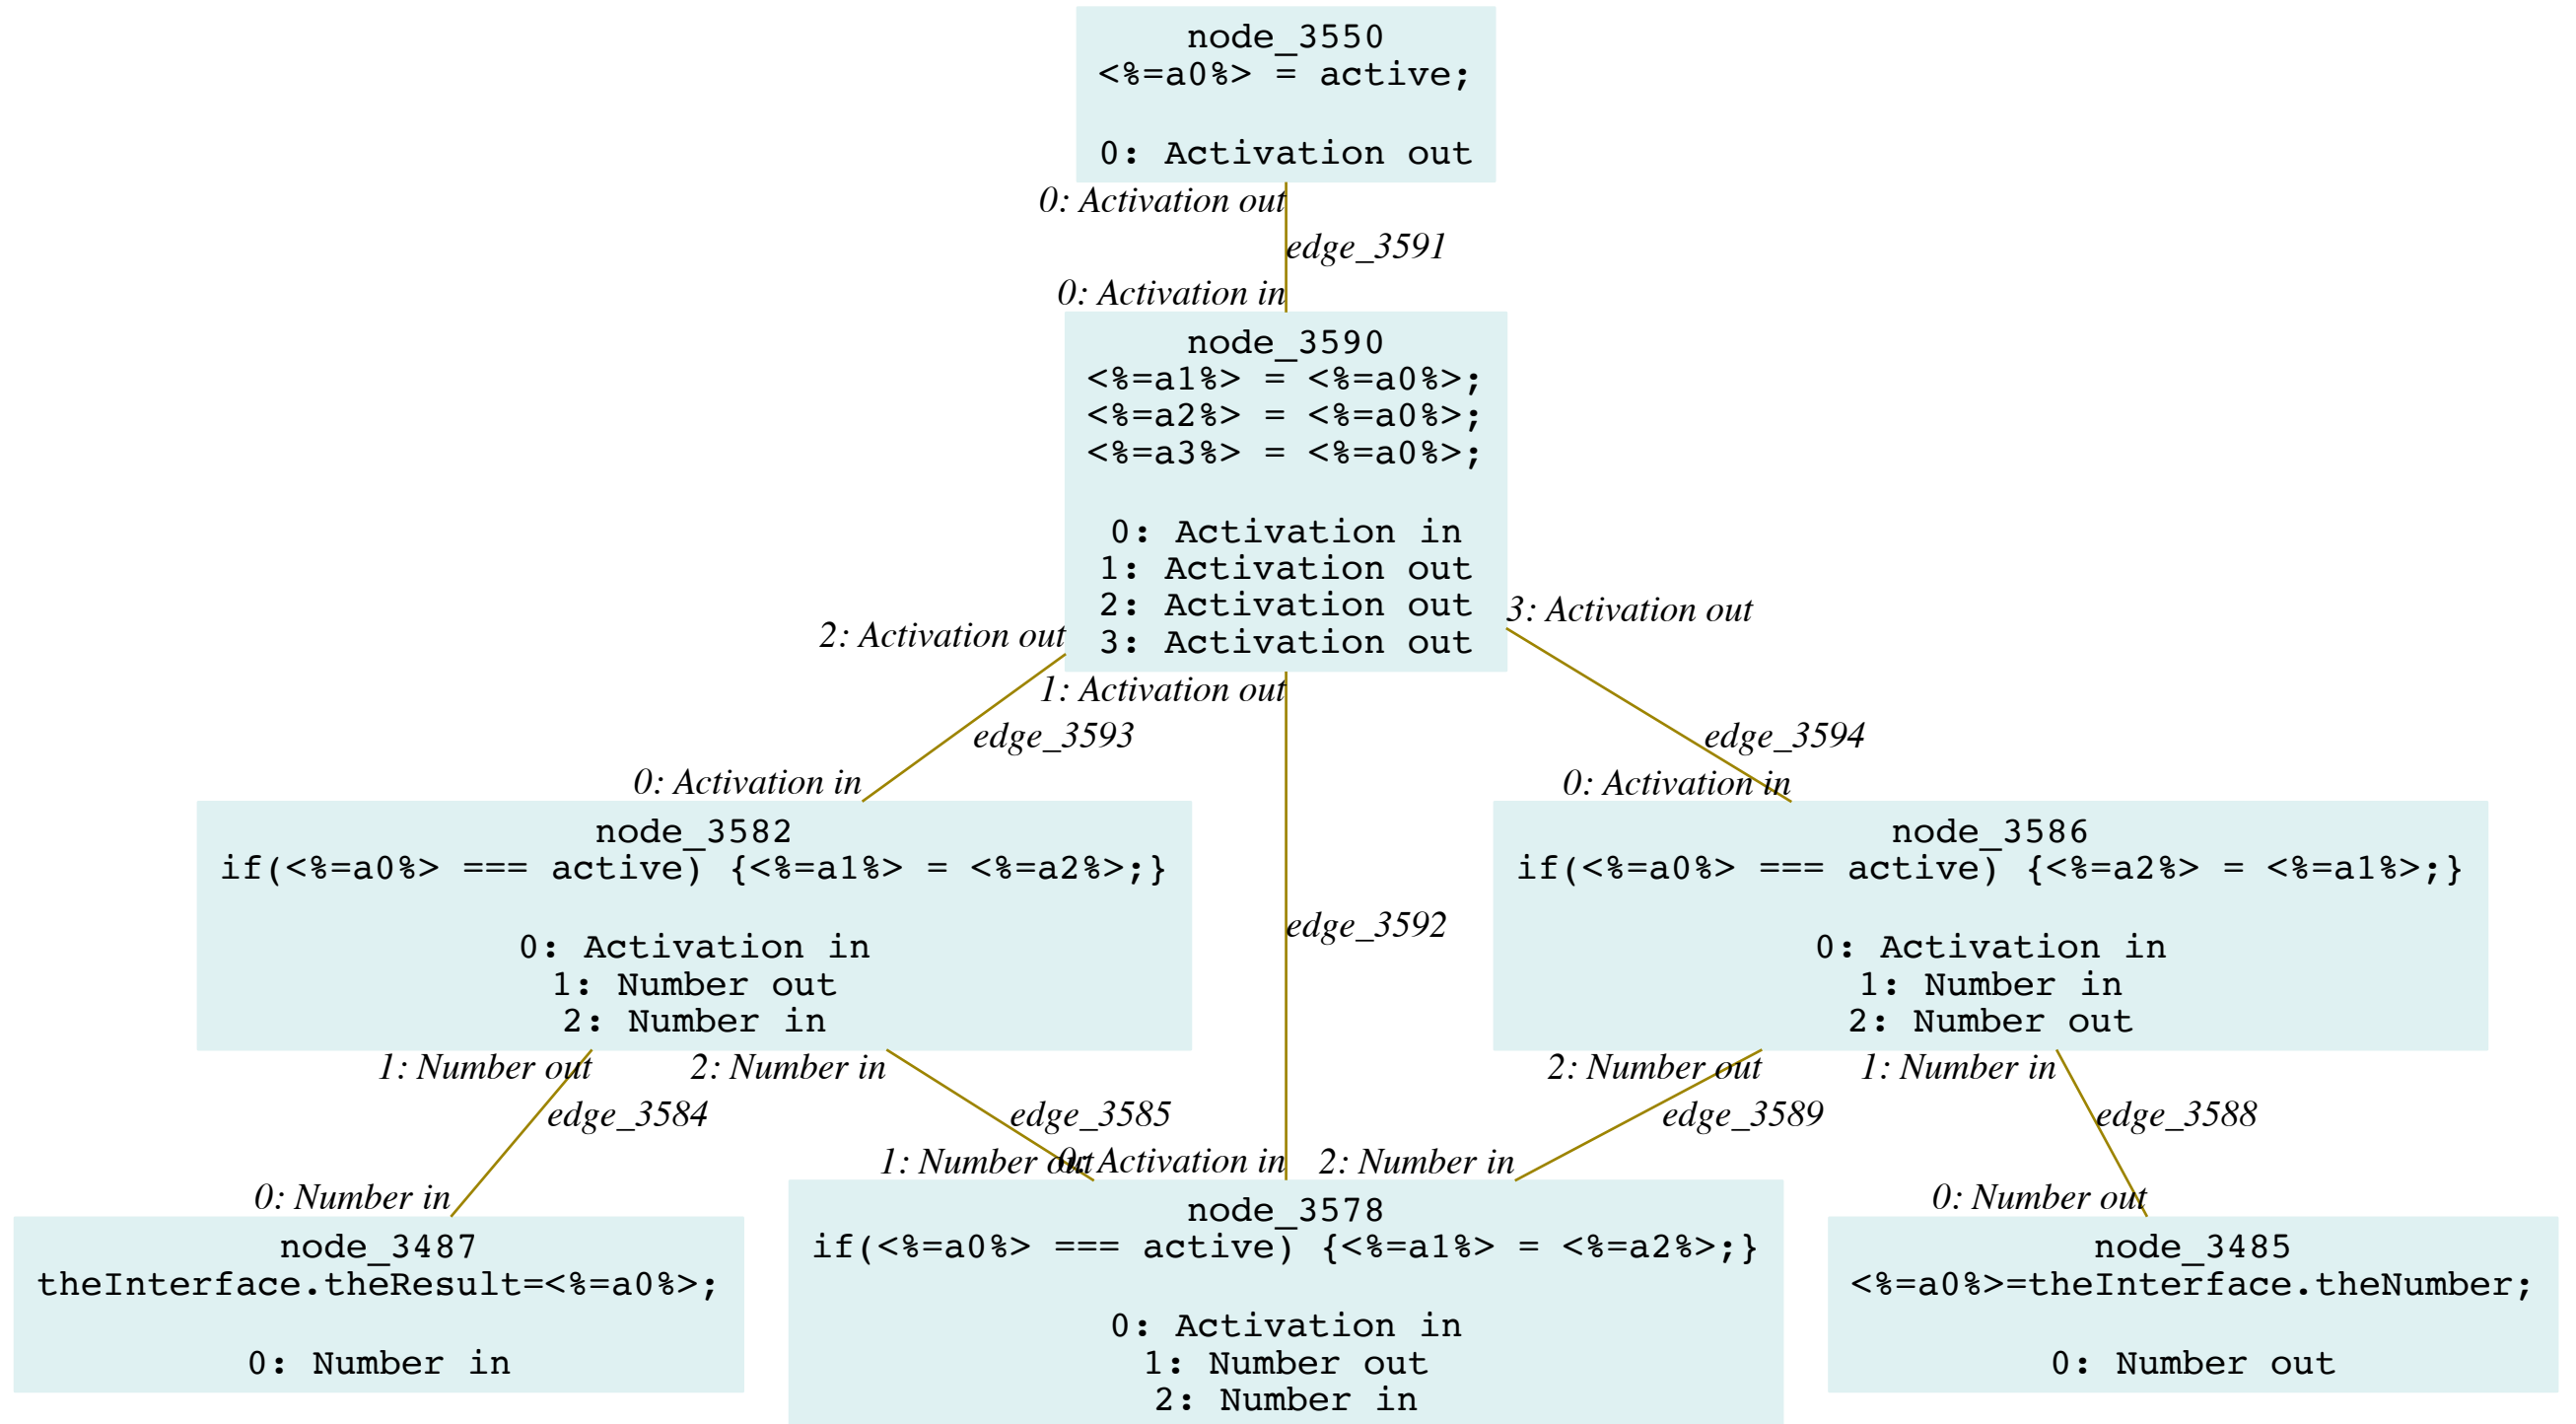 node_3550
<%=a0%> = active;
0: Activation out
0: Activation out
edge_3591
0: Activation in
node_3590
<%=a1%> = <%=a0%>;
<%=a2%> = <%=a0%>;
<%=a3%> = <%=a0%>;
0: Activation in
1: Activation out
2: Activation out
3: Activation out
3: Activation out
2: Activation out
1: Activation out
edge_3593
edge_3594
0: Activation in
0: Activation in
node_3582
if(<%=a0%> === active) {<%=a1%> = <%=a2%>;}
0: Activation in
1: Number out
2: Number in
edge_3592
node_3586
if(<%=a0%> === active) {<%=a2%> = <%=a1%>;}
0: Activation in
1: Number in
2: Number out
1: Number out
2: Number in
2: Number out
1: Number in
edge_3584
edge_3585
edge_3589
edge_3588
1: Number out
0: Activation in
2: Number in
0: Number in
0: Number out
node_3487
theInterface.theResult=<%=a0%>;
0: Number in
node_3578
if(<%=a0%> === active) {<%=a1%> = <%=a2%>;}
0: Activation in
1: Number out
2: Number in
node_3485
<%=a0%>=theInterface.theNumber;
0: Number out